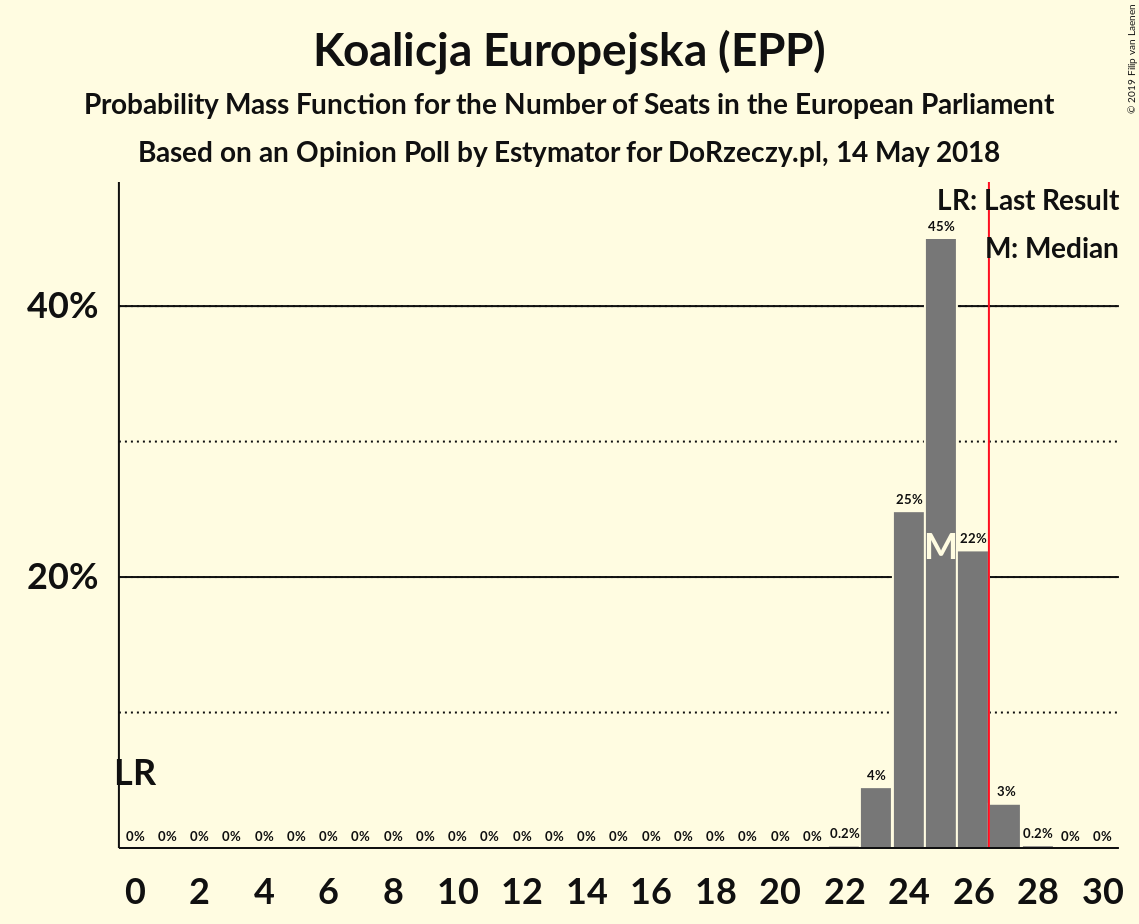 Koalicja Europejska (EPP)
Probability Mass Function for the Number of Seats in the European Parliament
Based on an Opinion Poll by Estymator for DoRzeczy.pl, 14 May 2018
© 2019 Filip van Laenen
LR: Last Result
M: Median
45%
40%
25%
22%
M
20%
LR
4%
3%
0% 0% 0% 0% 0% 0% 0% 0% 0% 0% 0% 0% 0% 0% 0% 0% 0% 0% 0% 0% 0% 0% 0.2% 0.2% 0% 0%
0 2 4 6 8 10 12 14 16 18 20 22 24 26 28 30